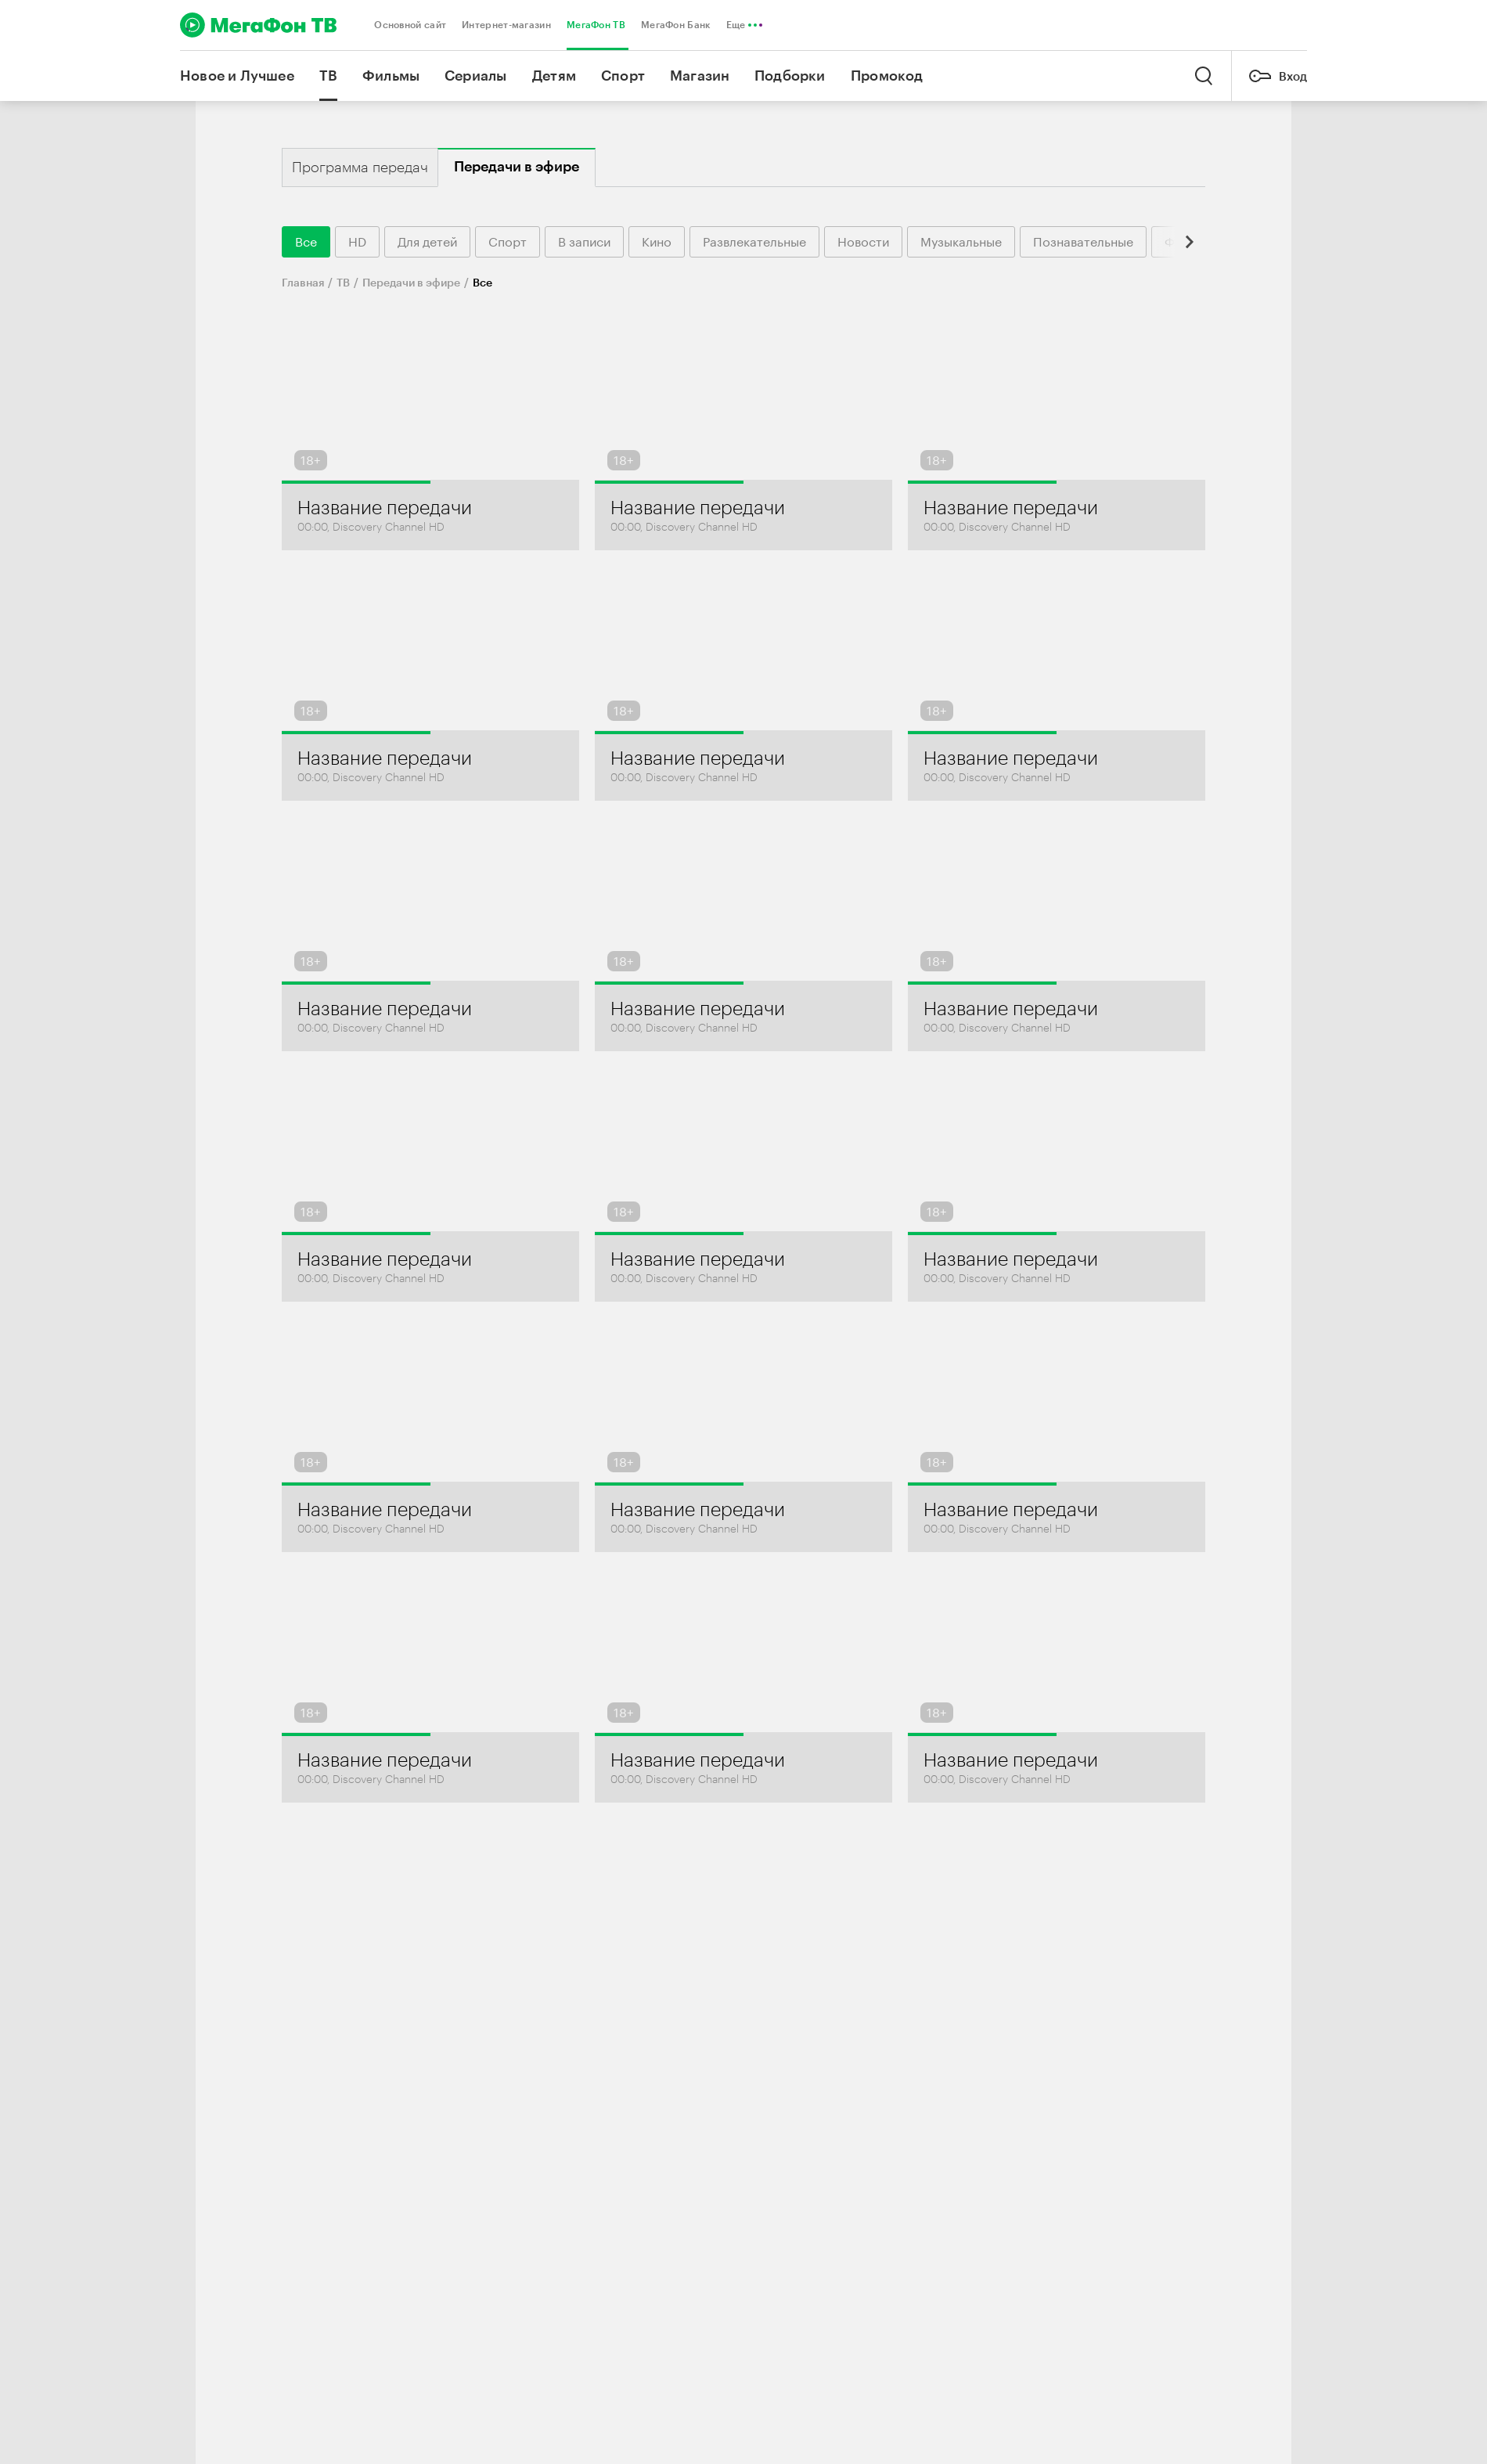 МегаФон ТВ
Основной сайт Интернет-магазин МегаФон ТВ МегаФон Банк Еще
Новое и Лучшее ТВ Фильмы Сериалы Детям Спорт Магазин Подборки Промокод Вход
Программа передач Передачи в эфире
Все HD Для детей Спорт В записи Кино Развлекательные Новости Музыкальные Познавательные
Главная / ТВ / Передачи в эфире / Все
18+ 18+ 18+
Название передачи Название передачи Название передачи
00:00, Discovery Channel HD 00:00, Discovery Channel HD 00:00, Discovery Channel HD
18+ 18+ 18+
Название передачи Название передачи Название передачи
00:00, Discovery Channel HD 00:00, Discovery Channel HD 00:00, Discovery Channel HD
18+ 18+ 18+
Название передачи Название передачи Название передачи
00:00, Discovery Channel HD 00:00, Discovery Channel HD 00:00, Discovery Channel HD
18+ 18+ 18+
Название передачи Название передачи Название передачи
00:00, Discovery Channel HD 00:00, Discovery Channel HD 00:00, Discovery Channel HD
18+ 18+ 18+
Название передачи Название передачи Название передачи
00:00, Discovery Channel HD 00:00, Discovery Channel HD 00:00, Discovery Channel HD
18+ 18+ 18+
Название передачи Название передачи Название передачи
00:00, Discovery Channel HD 00:00, Discovery Channel HD 00:00, Discovery Channel HD